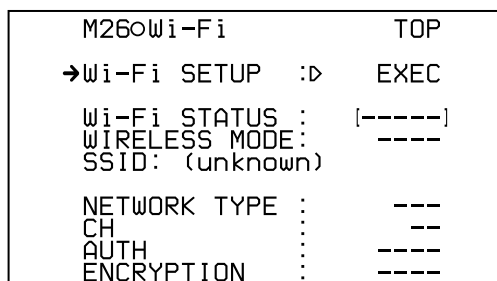 M26○Wi-Fi TOP
→Wi-Fi SETUP :▷ EXEC
Wi-Fi STATUS : [-----]
WIRELESS MODE: ----
SSID: (unknown)
NETWORK TYPE : ---
CH : --
AUTH : ----
ENCRYPTION : ----